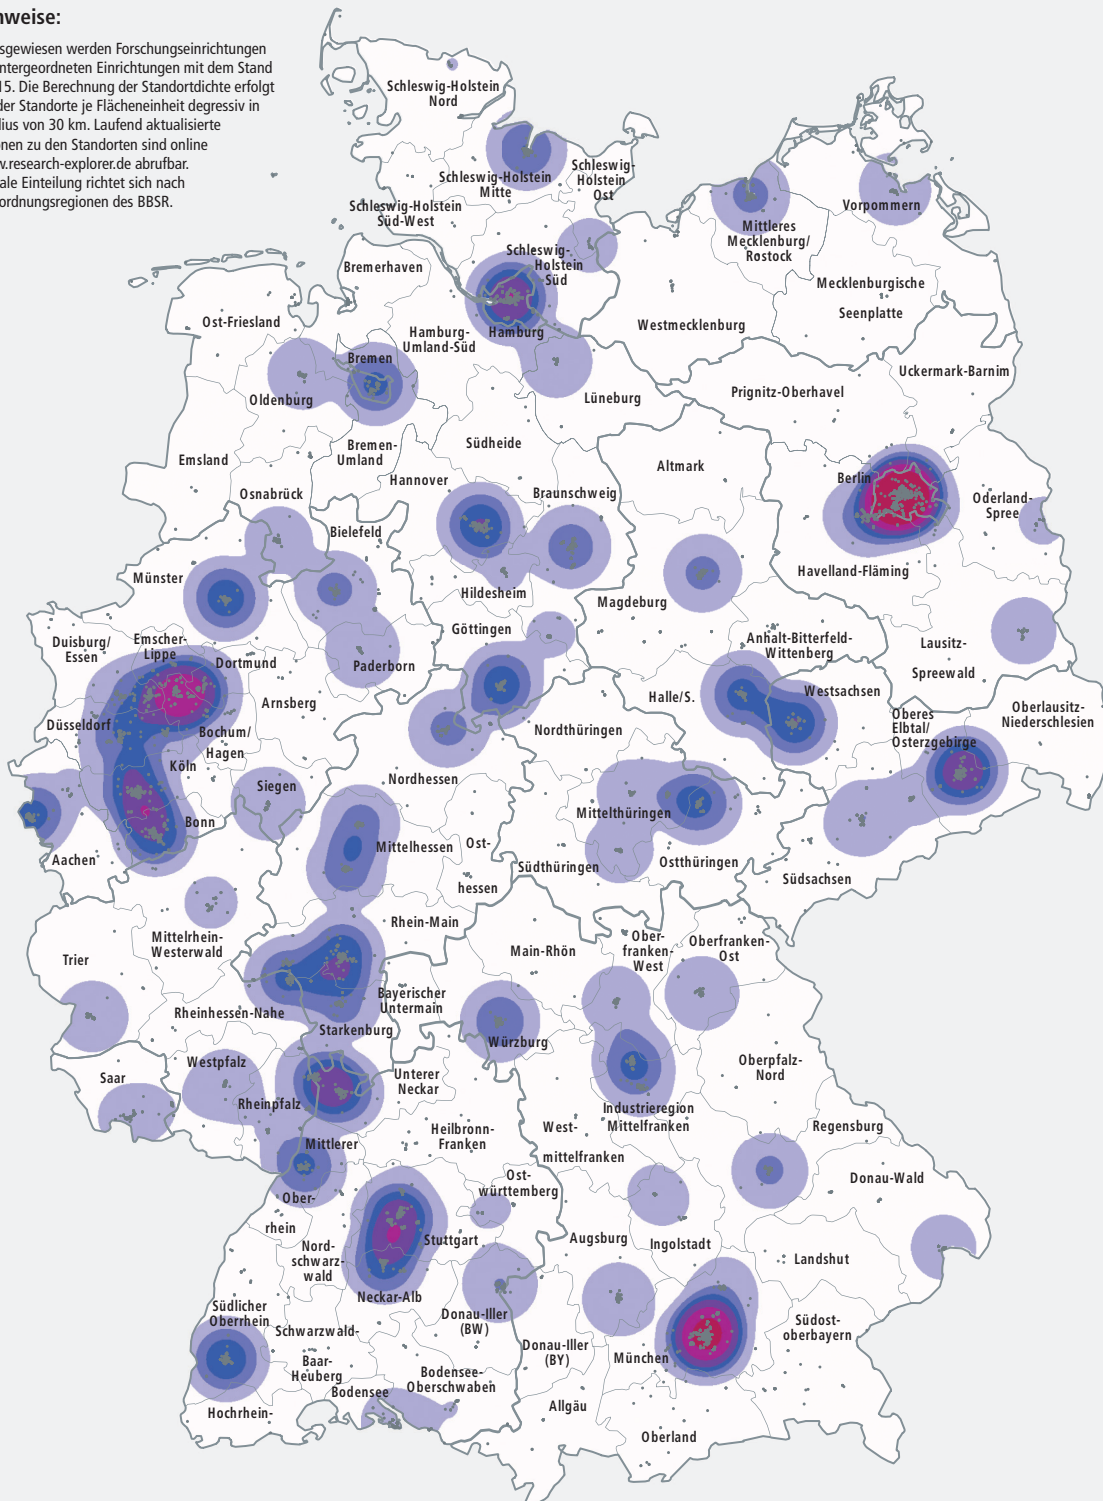 nweise:
sgewiesen werden Forschungseinrichtungen
ntergeordneten Einrichtungen mit dem Stand
15. Die Berechnung der Standortdichte erfolgt
der Standorte je Flächeneinheit degressiv in
lius von 30 km. Laufend aktualisierte
onen zu den Standorten sind online
w.research-explorer.de abrufbar.
ale Einteilung richtet sich nach
ordnungsregionen des BBSR.
Schleswig-Holstein
Nord
Schleswig-Holstein
Mitte
Schleswig-
Holstein
Ost
Schleswig-Holstein
Süd-West
Vorpommern
Mittleres
Mecklenburg/
Rostock
Schleswig-
Holstein
Süd
Bremerhaven
Mecklenburgische
Seenplatte
Ost-Friesland
Hamburg
Westmecklenburg
Hamburg-
Umland-Süd
Bremen
Uckermark-Barnim
Oldenburg
Lüneburg
Prignitz-Oberhavel
Emsland
Bremen-
Umland
Südheide
Altmark
Hannover
Berlin
Osnabrück
Braunschweig
Oderland-
Spree
Bielefeld
Münster
Havelland-Fläming
Hildesheim
Magdeburg
Göttingen
Duisburg/
Essen
Emscher-
Lippe
Dortmund
Paderborn
Anhalt-Bitterfeld-
Wittenberg
Lausitz-
Spreewald
Arnsberg
Halle/S.
Westsachsen
Oberlausitz-
Niederschlesien
Düsseldorf
Bochum/
Hagen
Nordthüringen
Oberes
Elbtal/
Osterzgebirge
Köln
Nordhessen
Siegen
Mittelthüringen
Bonn
Aachen
Mittelhessen
Ost-
hessen
Südthüringen
Ostthüringen
Südsachsen
Rhein-Main
Mittelrhein-
Westerwald
Trier
Main-Rhön
Ober-
franken-
West
Oberfranken-
Ost
Bayerischer
Untermain
Rheinhessen-Nahe
Starkenburg
Würzburg
Westpfalz
Saar
Unterer
Neckar
Oberpfalz-
Nord
Rheinpfalz
Industrieregion
Mittelfranken
Heilbronn-
Franken
West-
mittelfranken
Regensburg
Mittlerer
Ober-
rhein
Ost-
württemberg
Donau-Wald
Stuttgart
Augsburg
Ingolstadt
Landshut
Nord-
schwarz-
wald
Neckar-Alb
Südlicher
Oberrhein
Donau-Iller
(BW)
Südost-
oberbayern
Schwarzwald-
Baar-
Heuberg
Donau-Iller
(BY)
München
Bodensee-
Oberschwaben
Bodensee
Hochrhein-
Allgäu
Oberland